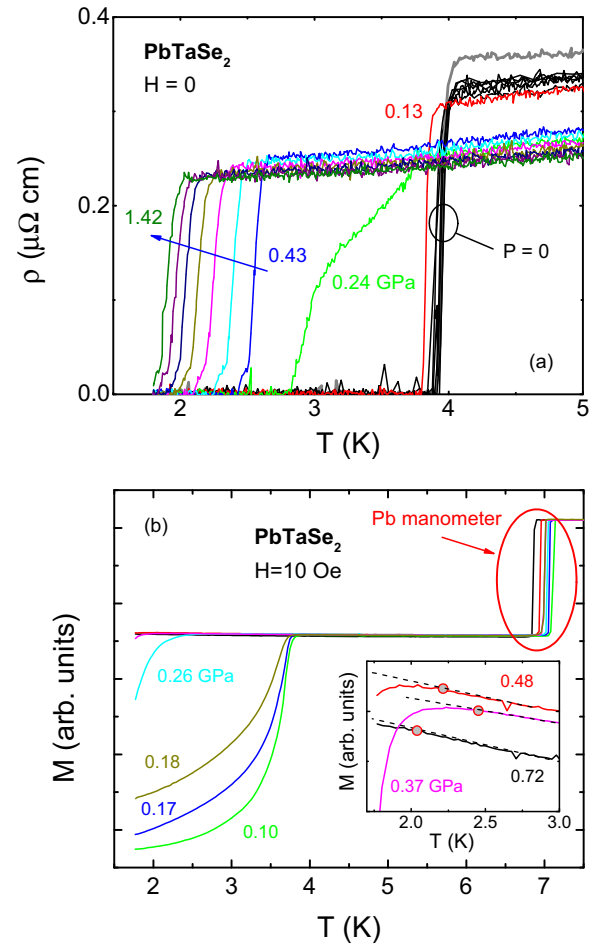 0.4
PbTaSe₂
H = 0
0.13
0.2
1.42
0.43
0.24 GPa
P = 0
0.0
(a)
2 3 4 5
ρ (μΩ cm)
T (K)
(b)
PbTaSe₂
H=10 Oe
Pb manometer
0.26 GPa
0.18
0.17
0.10
M (arb. units)
0.48
0.37 GPa
0.72
M (arb. units)
2.0 2.5 3.0
T (K)
2 3 4 5 6 7
T (K)